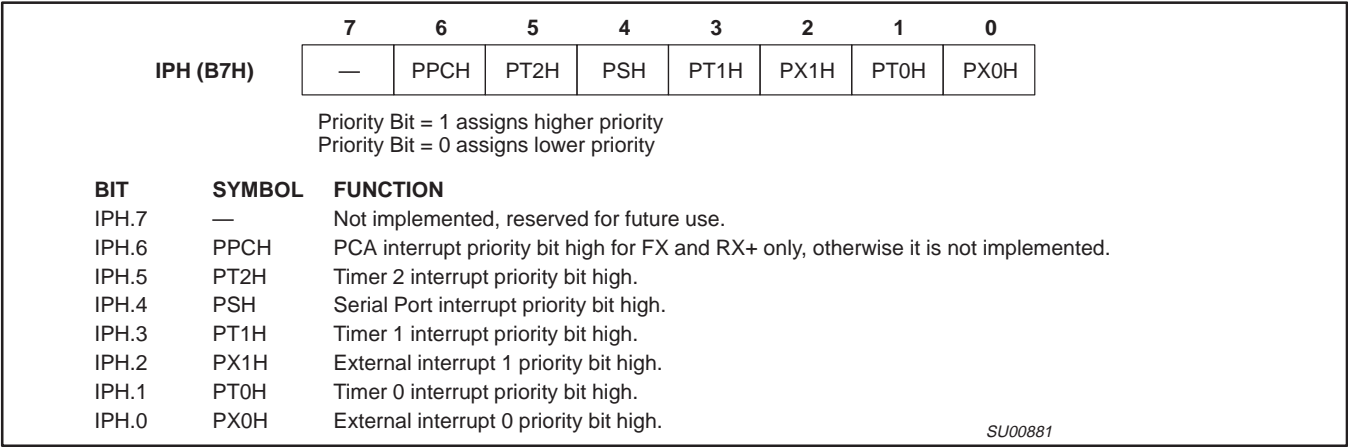 7 6 5 4 3 2 1 0
IPH (B7H) — PPCH PT2H PSH PT1H PX1H PT0H PX0H
Priority Bit = 1 assigns higher priority
Priority Bit = 0 assigns lower priority
BIT SYMBOL FUNCTION
IPH.7 — Not implemented, reserved for future use.
IPH.6 PPCH PCA interrupt priority bit high for FX and RX+ only, otherwise it is not implemented.
IPH.5 PT2H Timer 2 interrupt priority bit high.
IPH.4 PSH Serial Port interrupt priority bit high.
IPH.3 PT1H Timer 1 interrupt priority bit high.
IPH.2 PX1H External interrupt 1 priority bit high.
IPH.1 PT0H Timer 0 interrupt priority bit high.
IPH.0 PX0H External interrupt 0 priority bit high.
SU00881